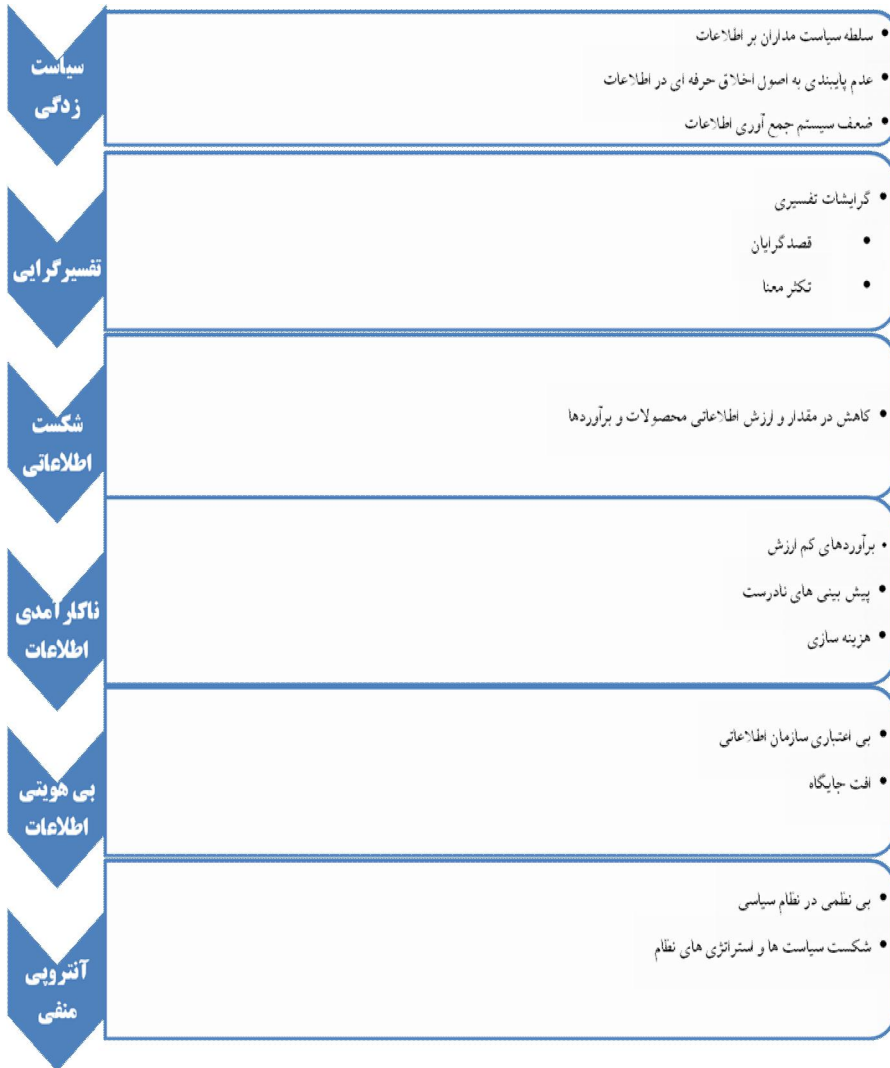 سیاست
زدگی
• سلطه سیاست مداران بر اطلاعات
• عدم پایبندی به اصول اخلاق حرفه ای در اطلاعات
• ضعف سیستم جمع آوری اطلاعات
تفسیرگرایی
• گرایشات تفسیری
• قصدگرایان
• تکثر معنا
شکست
اطلاعاتی
• کاهش در مقدار و ارزش اطلاعاتی محصولات و برآوردها
ناکارآمدی
اطلاعات
• برآوردهای کم ارزش
• پیش بینی های نادرست
• هزینه سازی
بی هویتی
اطلاعات
• بی اعتباری سازمان اطلاعاتی
• افت جایگاه
آنتروپی
منفی
• بی نظمی در نظام سیاسی
• شکست سیاست ها و استراتژی های نظام